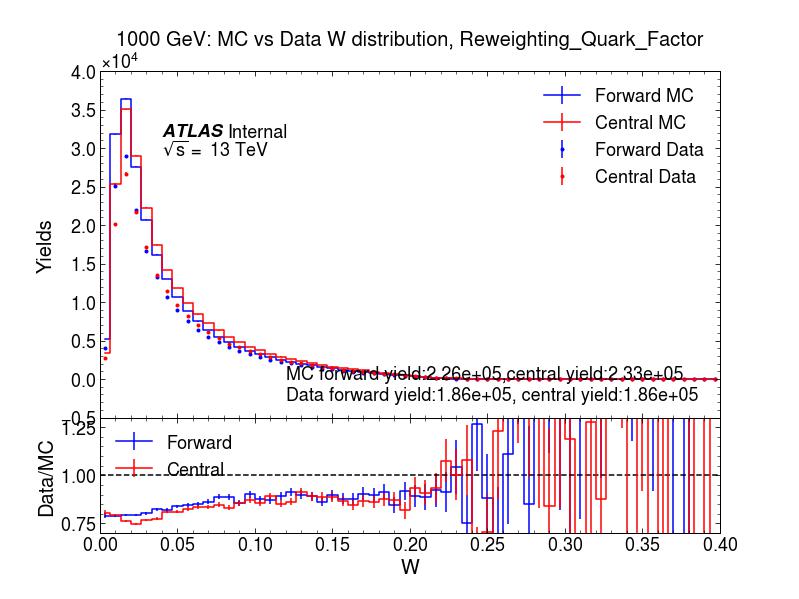 1000 GeV: MC vs Data W distribution, Reweighting_Quark_Factor
×10⁴
4.0
3.5
3.0
2.5
2.0
1.5
1.0
0.5
0.0
0.5
Yields
ATLAS Internal
√s = 13 TeV
Forward MC
Central MC
Forward Data
Central Data
MC forward yield:2.26e+05 central yield:2.33e+05
Data forward yield:1.86e+05, central yield:1.86e+05
1.25
1.00
0.75
Data/MC
Forward
Central
0.00 0.05 0.10 0.15 0.20 0.25 0.30 0.35 0.40
W